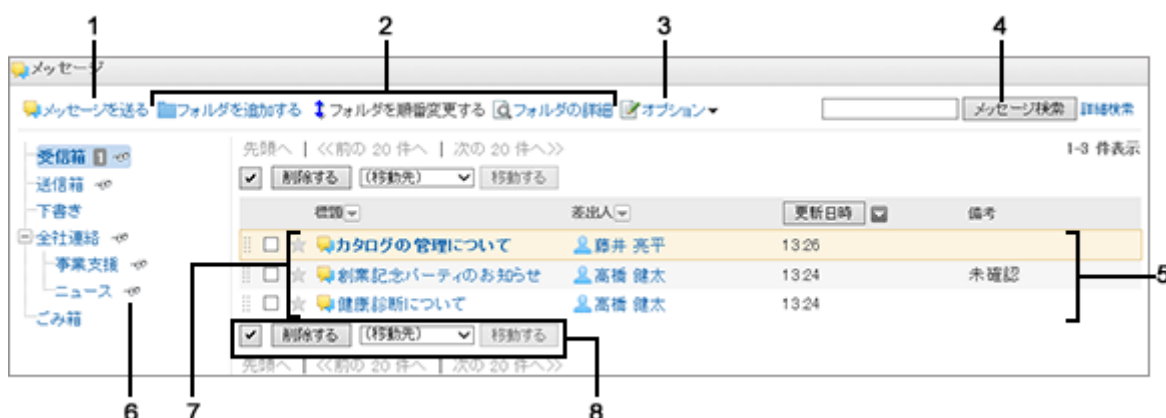 1 2 3 4
メッセージ
メッセージを送る フォルダを追加する フォルダを順番変更する フォルダの詳細 オプション▼ メッセージ検索 詳細検索
受信箱 1
送信箱
下書き
全社連絡
事業支援
ニュース
ごみ箱
先頭へ | <<前の 20 件へ | 次の 20 件へ>> 1-3 件表示
削除する (移動先) 移動する
標題 差出人 更新日時 備考
カタログの管理について 藤井 亮平 13:26
創業記念パーティのお知らせ 高橋 健太 13:24 未確認
健康診断について 高橋 健太 13:24
5
削除する (移動先) 移動する
先頭へ | <<前の 20 件へ | 次の 20 件へ>>
6 7 8